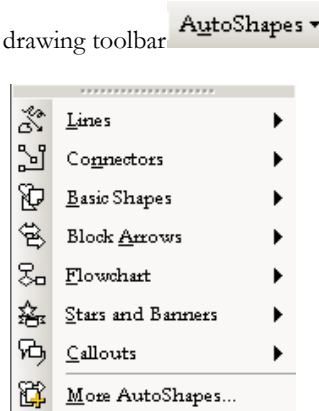 drawing toolbar AutoShapes
Lines
Connectors
Basic Shapes
Block Arrows
Flowchart
Stars and Banners
Callouts
More AutoShapes...